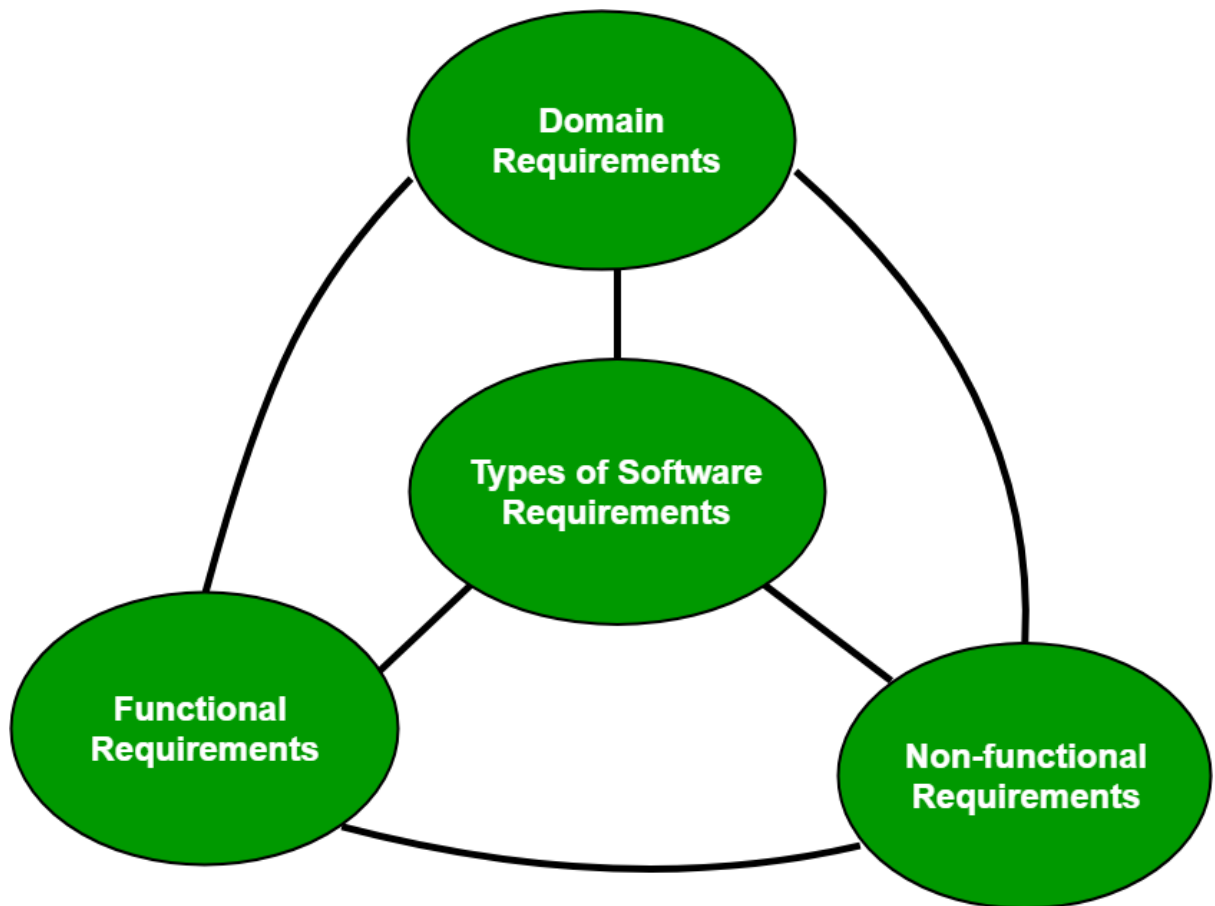 Domain
Requirements
Types of Software
Requirements
Functional
Requirements
Non-functional
Requirements